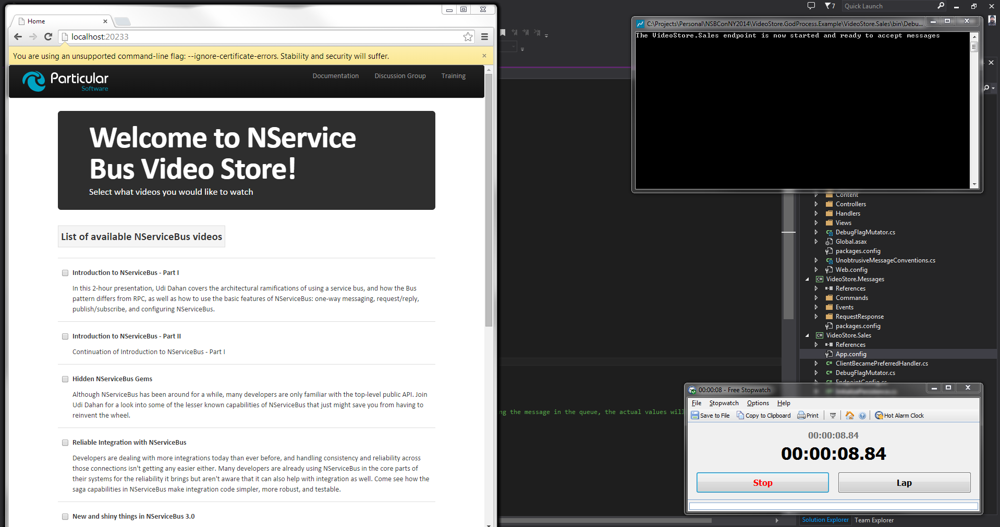 Home
localhost:20233
You are using an unsupported command-line flag: --ignore-certificate-errors. Stability and security will suffer.
Particular
Software
Documentation
Discussion Group
Training
Welcome to NService
Bus Video Store!
Select what videos you would like to watch
List of available NServiceBus videos
Introduction to NServiceBus - Part I
In this 2-hour presentation, Udi Dahan covers the architectural ramifications of using a service bus, and how the Bus
pattern differs from RPC, as well as how to use the basic features of NServiceBus: one-way messaging, request/reply,
publish/subscribe, and configuring NServiceBus.
Introduction to NServiceBus - Part II
Continuation of Introduction to NServiceBus - Part I
Hidden NServiceBus Gems
Although NServiceBus has been around for a while, many developers are only familiar with the top-level public API. Join
Udi Dahan for a look into some of the lesser known capabilities of NServiceBus that just might save you from having to
reinvent the wheel.
Reliable Integration with NServiceBus
Developers are dealing with more integrations today than ever before, and handling consistency and reliability across
those connections isn't getting any easier either. Many developers are already using NServiceBus in the core parts of
their systems for the reliability it brings but aren't aware that it can also help with integration as well. Come see how the
saga capabilities in NServiceBus make integration code simpler, more robust, and testable.
New and shiny things in NServiceBus 3.0
7
Quick Launch
C:\Projects\Personal\NSBConNY2014\VideoStore.GodProcess.Example\VideoStore.Sales\bin\Debu...
The VideoStore.Sales endpoint is now started and ready to accept messages
Content
Controllers
Handlers
Views
DebugFlagMutator.cs
Global.asax
packages.config
UnobtrusiveMessageConventions.cs
Web.config
VideoStore.Messages
References
Commands
Events
RequestResponse
packages.config
VideoStore.Sales
References
App.config
ClientBecamePreferredHandler.cs
DebugFlagMutator.cs
EndpointConfig.cs
ng the message in the queue, the actual values will
00:00:08 - Free Stopwatch
File Stopwatch Options Help
Save to File Copy to Clipboard Print Hot Alarm Clock
00:00:08.84
00:00:08.84
Stop
Lap
Solution Explorer Team Explorer